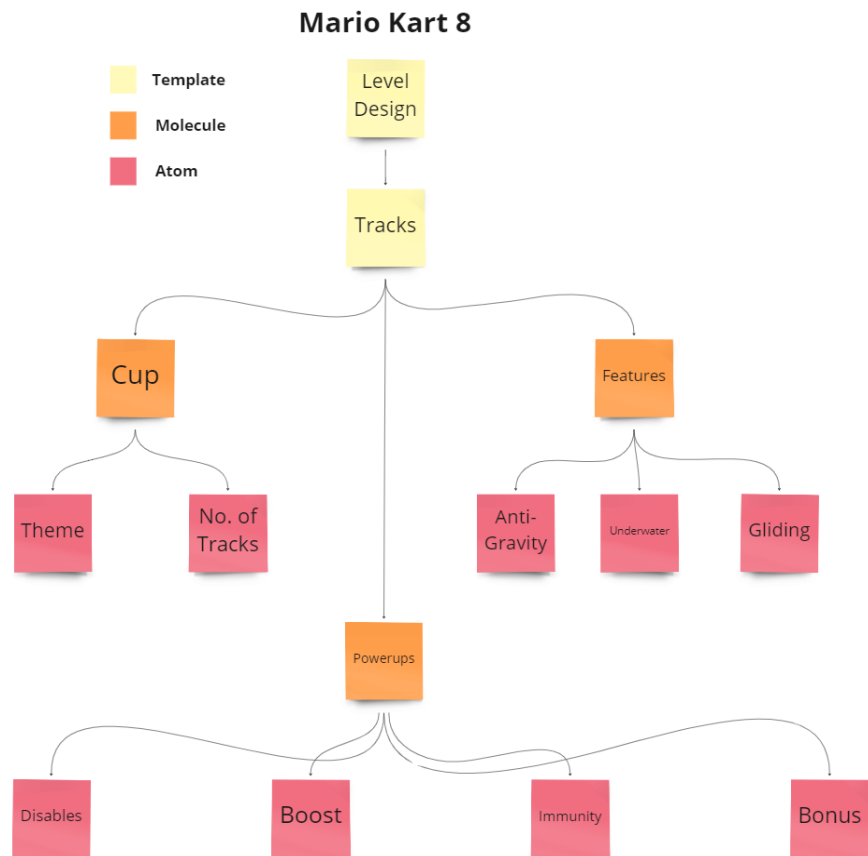 Mario Kart 8
Template
Molecule
Atom
Level
Design
Tracks
Cup
Features
Theme
No. of
Tracks
Anti-
Gravity
Underwater
Gliding
Powerups
Disables
Boost
Immunity
Bonus